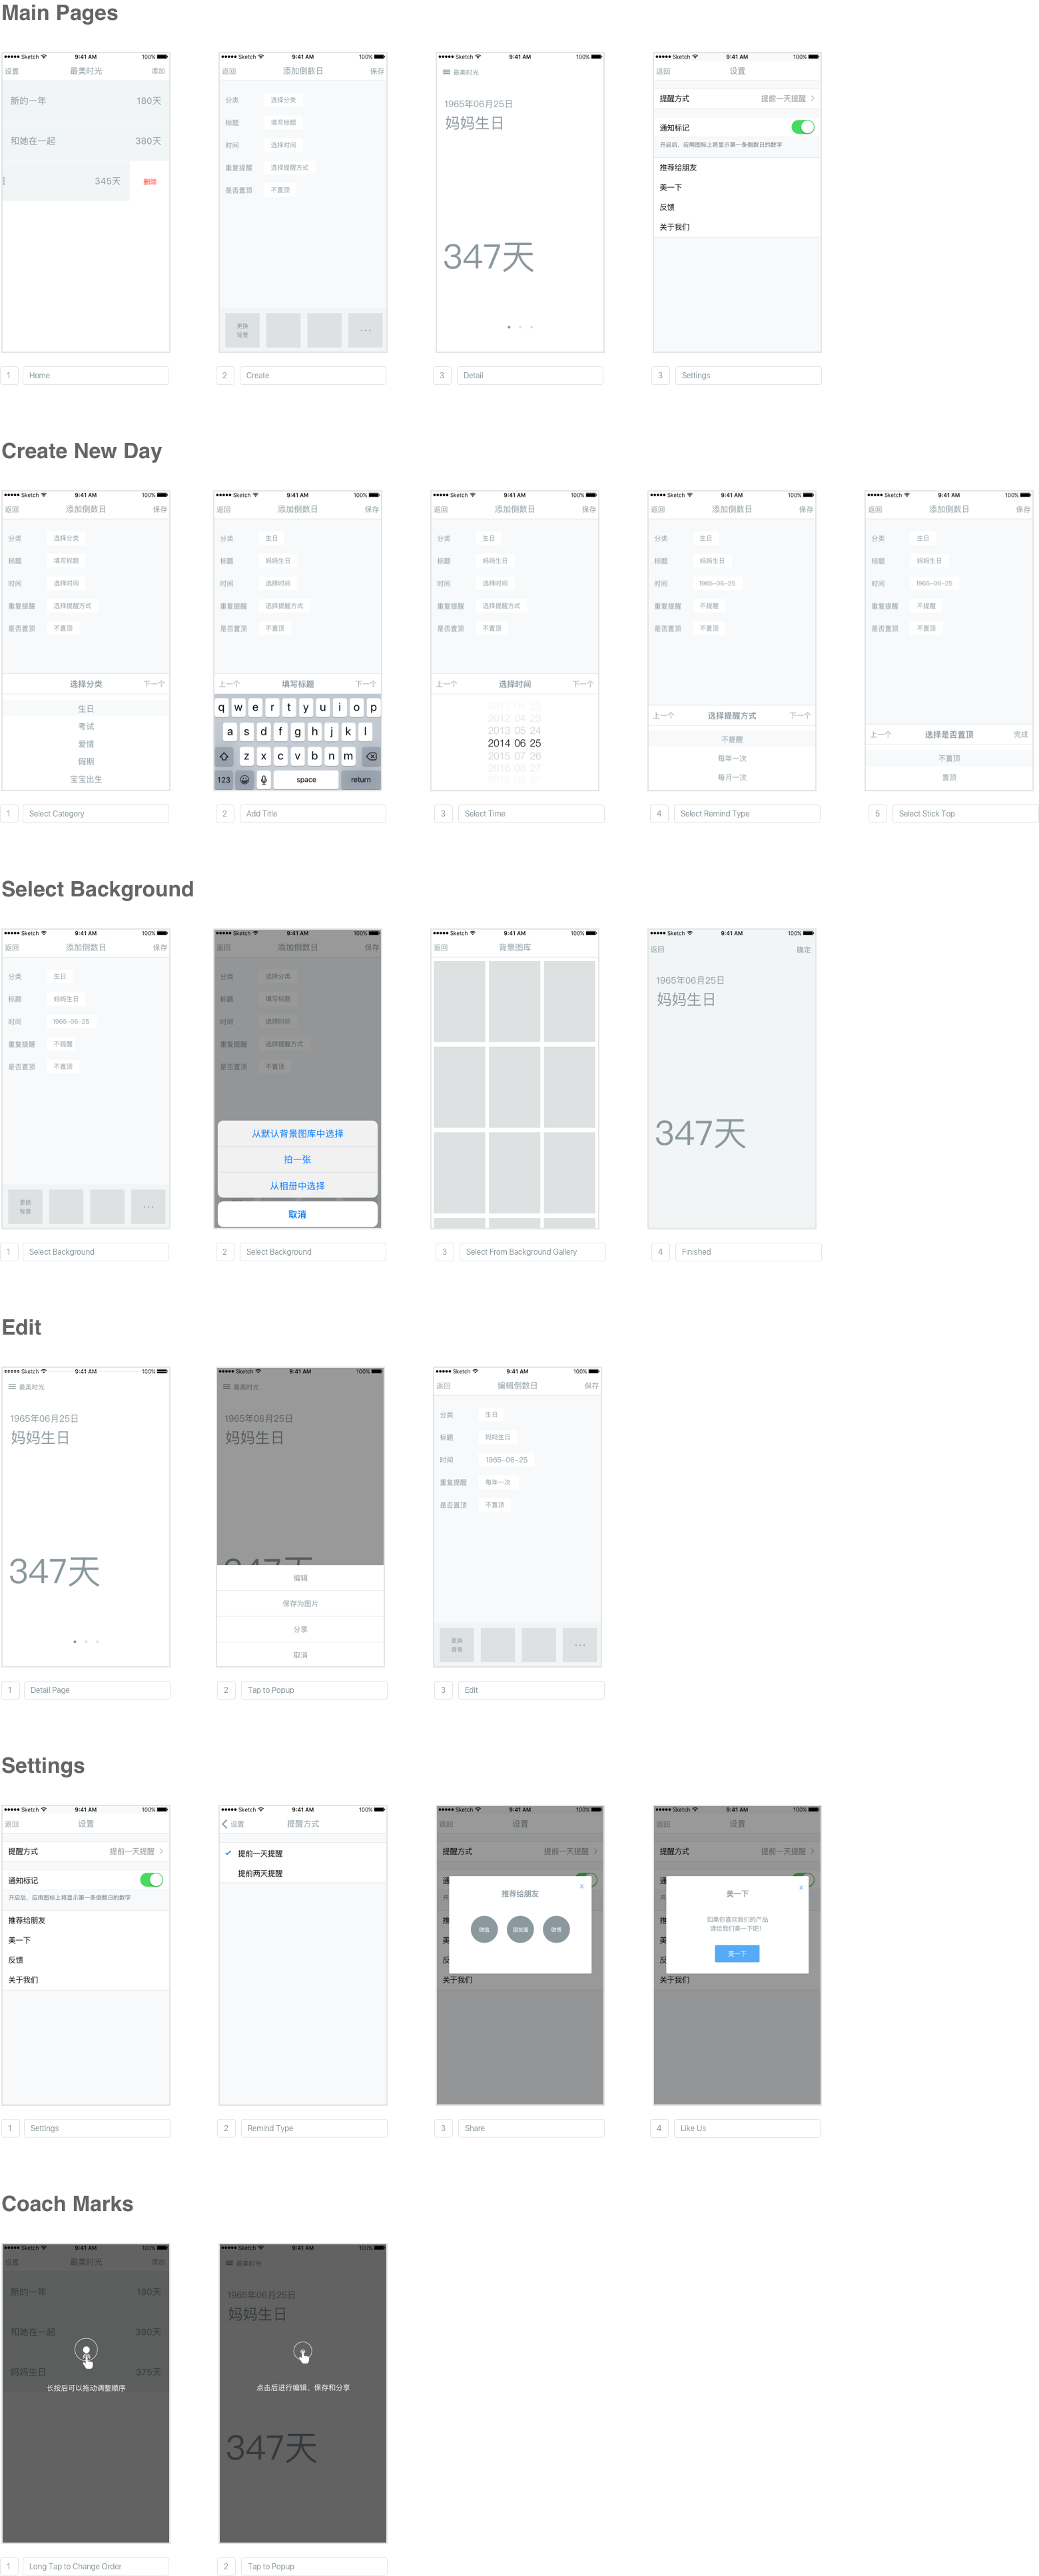 Main Pages
●●●●● Sketch 9:41 AM 100%
设置 最美时光 添加
新的一年 180天
和她在一起 380天
345天 删除
1 Home
●●●●● Sketch 9:41 AM 100%
返回 添加倒数日 保存
分类 选择分类
标题 填写标题
时间 选择时间
重复提醒 选择提醒方式
是否置顶 不置顶
更换
背景
...
2 Create
●●●●● Sketch 9:41 AM 100%
最美时光
1965年06月25日
妈妈生日
347天
3 Detail
●●●●● Sketch 9:41 AM 100%
返回 设置
提醒方式 提前一天提醒
通知标记
开启后，应用图标上将显示第一条倒数日的数字
推荐给朋友
美一下
反馈
关于我们
3 Settings
Create New Day
●●●●● Sketch 9:41 AM 100%
返回 添加倒数日 保存
分类 选择分类
标题 填写标题
时间 选择时间
重复提醒 选择提醒方式
是否置顶 不置顶
选择分类 下一个
生日
考试
爱情
假期
宝宝出生
1 Select Category
●●●●● Sketch 9:41 AM 100%
返回 添加倒数日 保存
分类 生日
标题 妈妈生日
时间 选择时间
重复提醒 选择提醒方式
是否置顶 不置顶
上一个 填写标题 下一个
q w e r t y u i o p
a s d f g h j k l
z x c v b n m
123 space return
2 Add Title
●●●●● Sketch 9:41 AM 100%
返回 添加倒数日 保存
分类 生日
标题 妈妈生日
时间 选择时间
重复提醒 选择提醒方式
是否置顶 不置顶
上一个 选择时间 下一个
2012 04 23
2013 05 24
2014 06 25
2015 07 26
2016 08 27
3 Select Time
●●●●● Sketch 9:41 AM 100%
返回 添加倒数日 保存
分类 生日
标题 妈妈生日
时间 1965-06-25
重复提醒 不提醒
是否置顶 不置顶
上一个 选择提醒方式 下一个
不提醒
每年一次
每月一次
4 Select Remind Type
●●●●● Sketch 9:41 AM 100%
返回 添加倒数日 保存
分类 生日
标题 妈妈生日
时间 1965-06-25
重复提醒 不提醒
是否置顶 不置顶
上一个 选择是否置顶 完成
不置顶
置顶
5 Select Stick Top
Select Background
●●●●● Sketch 9:41 AM 100%
返回 添加倒数日 保存
分类 生日
标题 妈妈生日
时间 1965-06-25
重复提醒 不提醒
是否置顶 不置顶
更换
背景
...
1 Select Background
●●●●● Sketch 9:41 AM 100%
返回 添加倒数日 保存
分类 选择分类
标题 填写标题
时间 选择时间
重复提醒 选择提醒方式
是否置顶 不置顶
从默认背景图库中选择
拍一张
从相册中选择
取消
2 Select Background
●●●●● Sketch 9:41 AM 100%
返回 背景图库
3 Select From Background Gallery
●●●●● Sketch 9:41 AM 100%
返回 确定
1965年06月25日
妈妈生日
347天
4 Finished
Edit
●●●●● Sketch 9:41 AM 100%
最美时光
1965年06月25日
妈妈生日
347天
1 Detail Page
●●●●● Sketch 9:41 AM 100%
最美时光
1965年06月25日
妈妈生日
347天
编辑
保存为图片
分享
取消
2 Tap to Popup
●●●●● Sketch 9:41 AM 100%
返回 编辑倒数日 保存
分类 生日
标题 妈妈生日
时间 1965-06-25
重复提醒 每年一次
是否置顶 不置顶
更换
背景
...
3 Edit
Settings
●●●●● Sketch 9:41 AM 100%
返回 设置
提醒方式 提前一天提醒
通知标记
开启后，应用图标上将显示第一条倒数日的数字
推荐给朋友
美一下
反馈
关于我们
1 Settings
●●●●● Sketch 9:41 AM 100%
设置 提醒方式
提前一天提醒
提前两天提醒
2 Remind Type
●●●●● Sketch 9:41 AM 100%
返回 设置
提醒方式 提前一天提醒
通
x
推荐给朋友
微信 朋友圈 微博
推
美
反
关于我们
3 Share
●●●●● Sketch 9:41 AM 100%
返回 设置
提醒方式 提前一天提醒
通
x
美一下
如果你喜欢我们的产品
请给我们美一下吧！
美一下
推
美
反
关于我们
4 Like Us
Coach Marks
●●●●● Sketch 9:41 AM 100%
设置 最美时光 添加
新的一年 180天
和她在一起 380天
妈妈生日 375天
长按后可以拖动调整顺序
1 Long Tap to Change Order
●●●●● Sketch 9:41 AM 100%
最美时光
1965年06月25日
妈妈生日
点击后进行编辑、保存和分享
347天
2 Tap to Popup